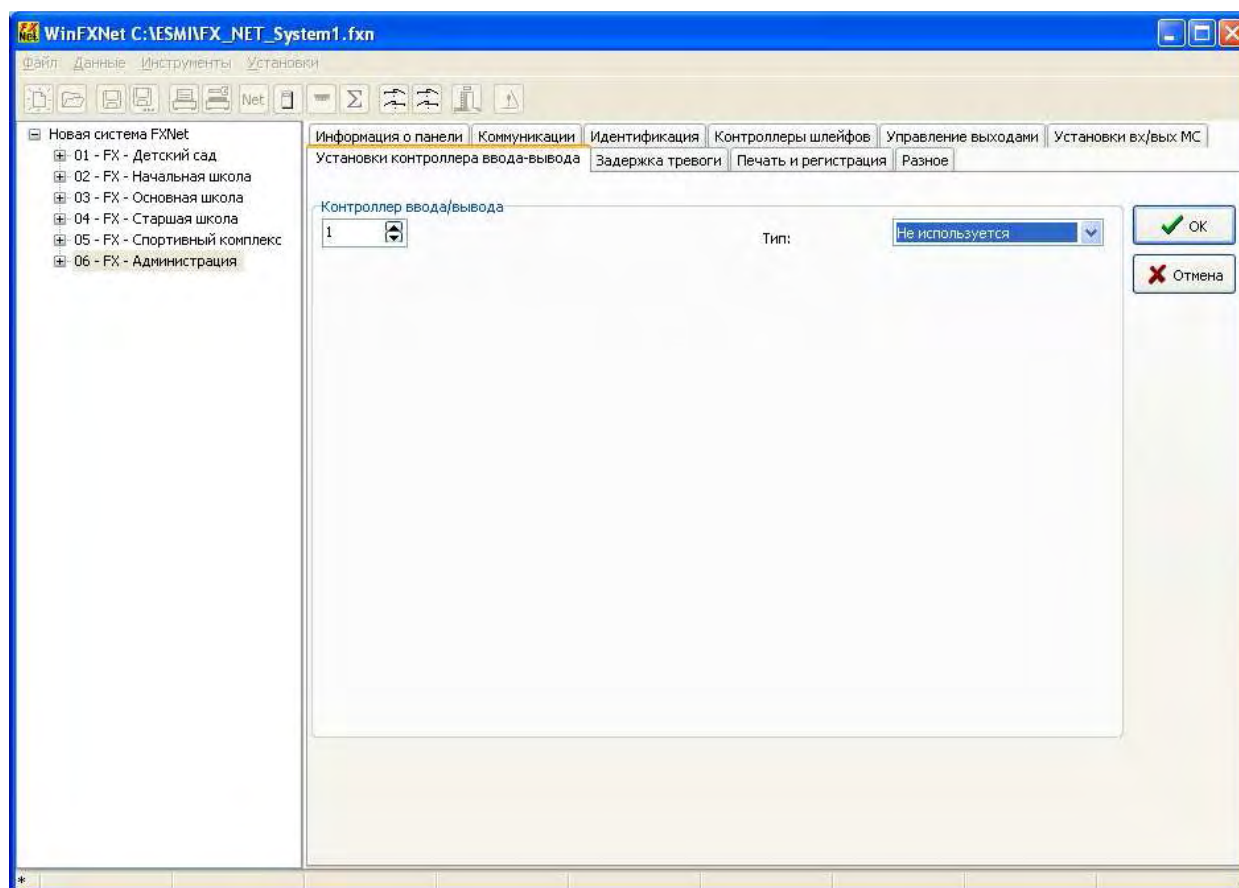 WinFXNet C:\ESMI\FX_NET_System1.fxn
Файл Данные Инструменты Установки
Net Σ
Новая система FXNet
01 - FX - Детский сад
02 - FX - Начальная школа
03 - FX - Основная школа
04 - FX - Старшая школа
05 - FX - Спортивный комплекс
06 - FX - Администрация
Информация о панели Коммуникации Идентификация Контроллеры шлейфов Управление выходами Установки вх/вых МС
Установки контроллера ввода-вывода Задержка тревоги Печать и регистрация Разное
Контроллер ввода/вывода
1 Тип: Не используется
OK
Отмена
*